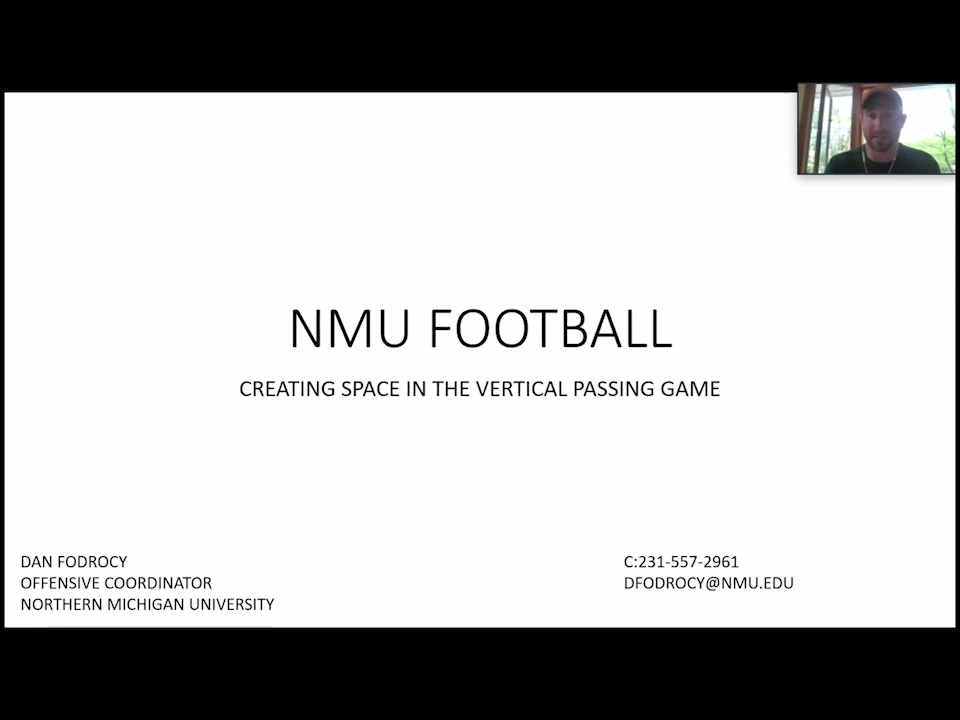 NMU FOOTBALL
CREATING SPACE IN THE VERTICAL PASSING GAME
DAN FODROCY
OFFENSIVE COORDINATOR
NORTHERN MICHIGAN UNIVERSITY
C:231-557-2961
DFODROCY@NMU.EDU